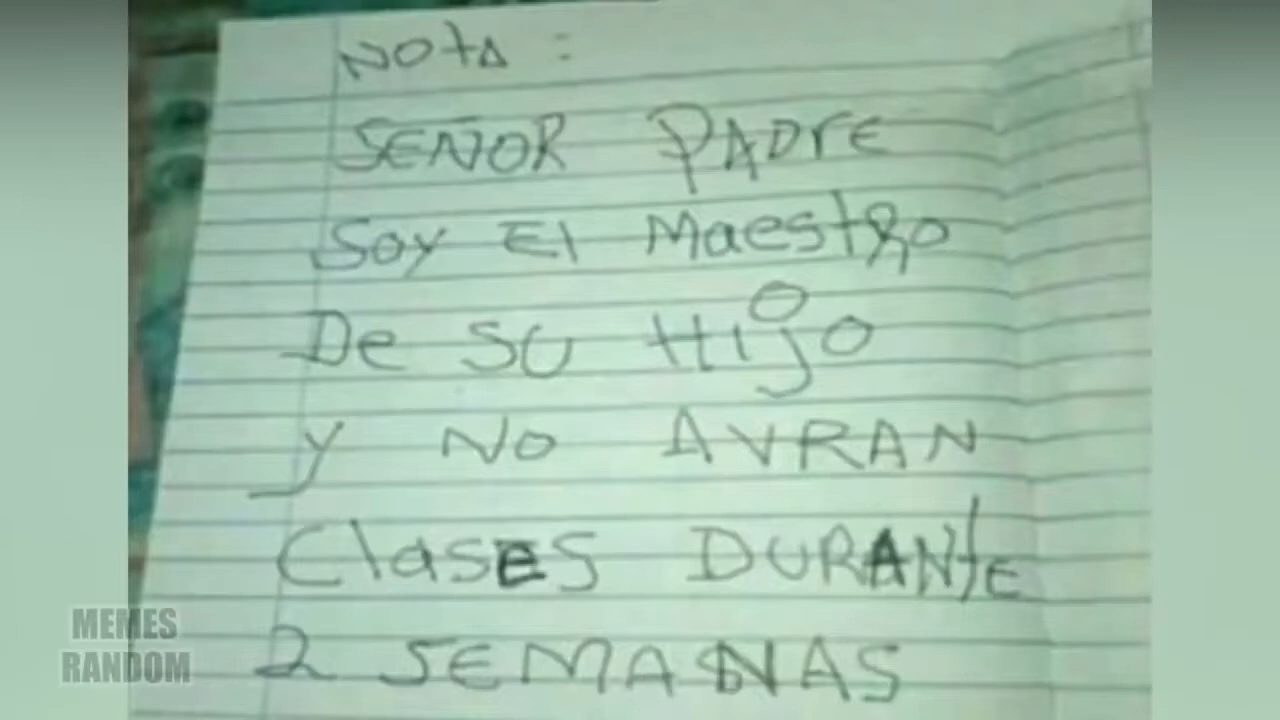 NOtA :
SEÑOR PADrE
Soy El MaestRo
De SU HijO
y No AVRAN
ClasES DURANtE
2 SEMANAS
MEMES
RANDOM